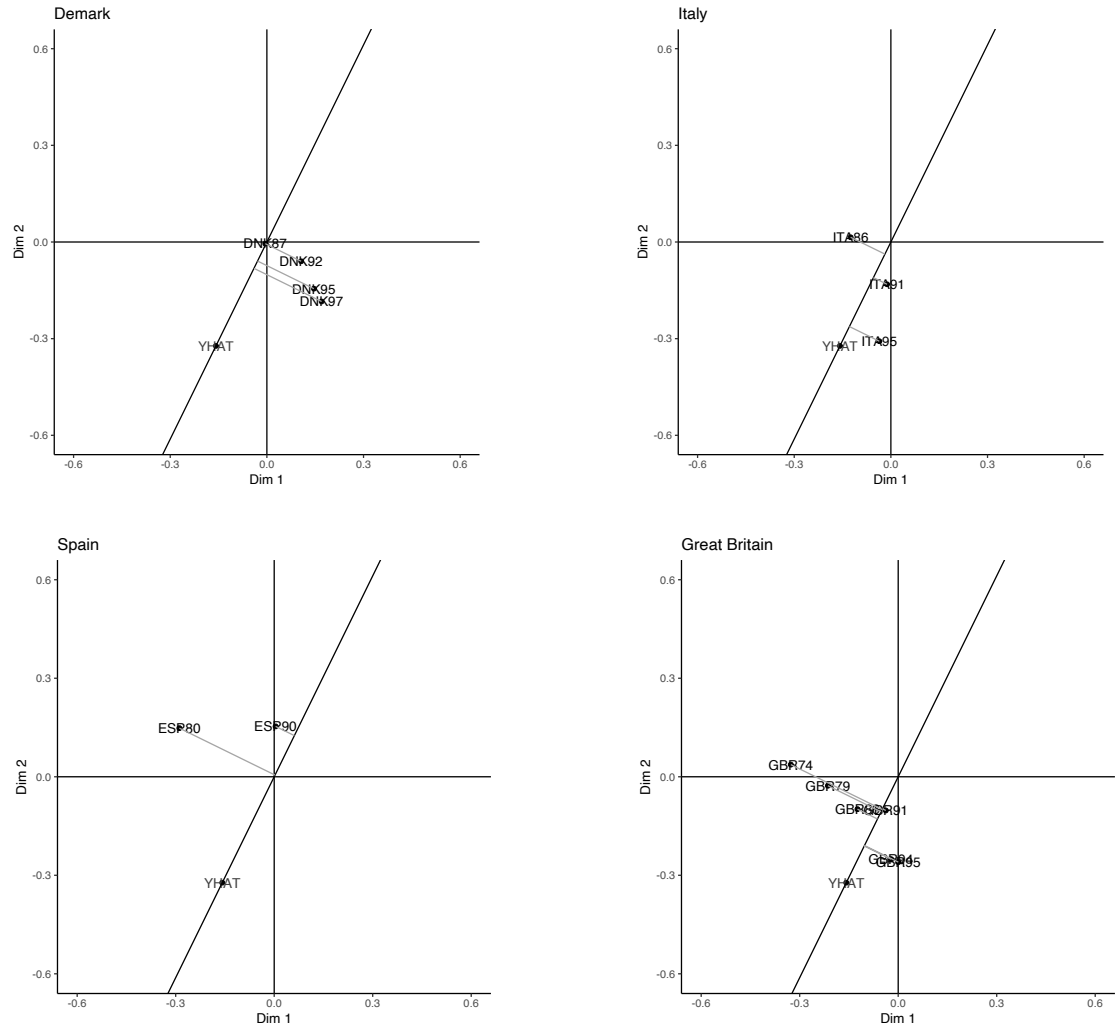 Demark
0.6
0.3
0.0
-0.3
-0.6
Dim 2
DNK87
DNK92
DNK95
DNK97
YHAT
-0.6 -0.3 0.0 0.3 0.6
Dim 1
Italy
0.6
0.3
0.0
-0.3
-0.6
Dim 2
ITA86
ITA91
ITA95
YHAT
-0.6 -0.3 0.0 0.3 0.6
Dim 1
Spain
0.6
0.3
0.0
-0.3
-0.6
Dim 2
ESP80
ESP90
YHAT
-0.6 -0.3 0.0 0.3 0.6
Dim 1
Great Britain
0.6
0.3
0.0
-0.3
-0.6
Dim 2
GBR74
GBR79
GBR91
GBR94
GBR95
YHAT
-0.6 -0.3 0.0 0.3 0.6
Dim 1